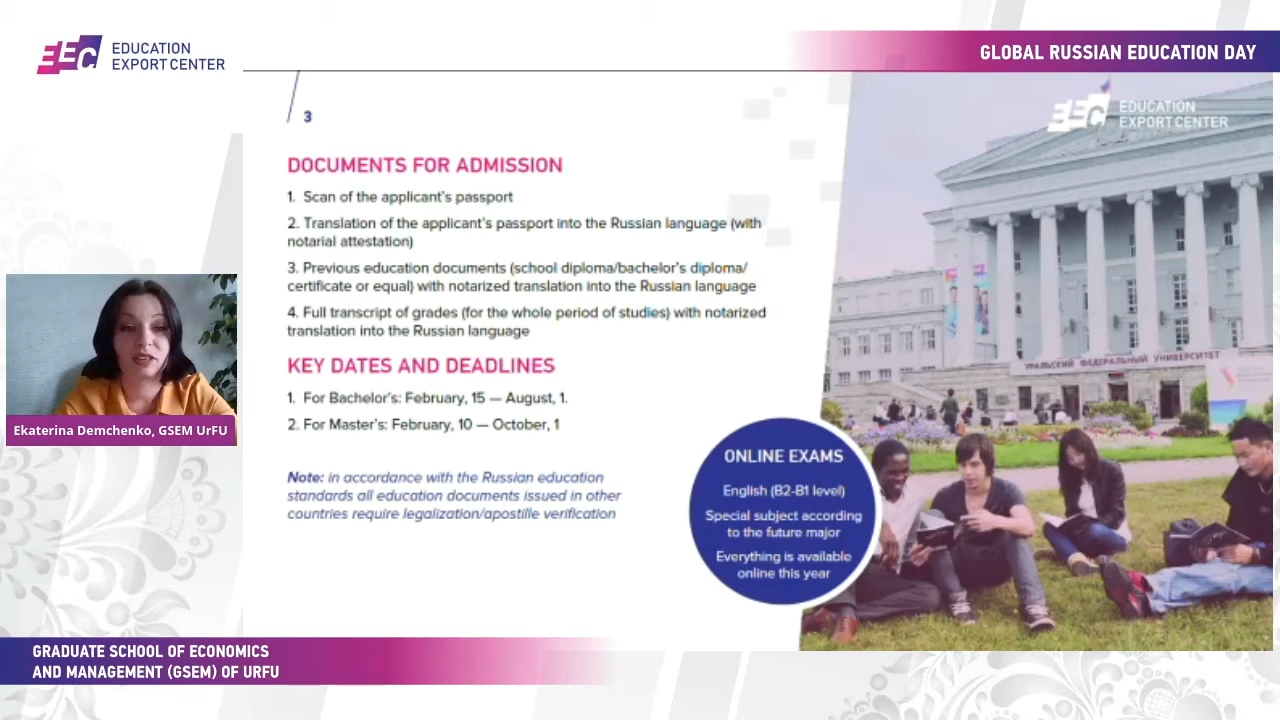 EEC EDUCATION
EXPORT CENTER
GLOBAL RUSSIAN EDUCATION DAY
EEC EDUCATION
EXPORT CENTER
3
DOCUMENTS FOR ADMISSION
1. Scan of the applicant's passport
2. Translation of the applicant's passport into the Russian language (with
notarial attestation)
3. Previous education documents (school diploma/bachelor's diploma/
certificate or equal) with notarized translation into the Russian language
4. Full transcript of grades (for the whole period of studies) with notarized
translation into the Russian language
KEY DATES AND DEADLINES
1. For Bachelor's: February, 15 — August, 1.
2. For Master's: February, 10 — October, 1
Note: in accordance with the Russian education
standards all education documents issued in other
countries require legalization/apostille verification
УРАЛЬСКИЙ ФЕДЕРАЛЬНЫЙ УНИВЕРСИТЕТ
ONLINE EXAMS
English (B2-B1 level)
Special subject according
to the future major
Everything is available
online this year
Ekaterina Demchenko, GSEM UrFU
GRADUATE SCHOOL OF ECONOMICS
AND MANAGEMENT (GSEM) OF URFU